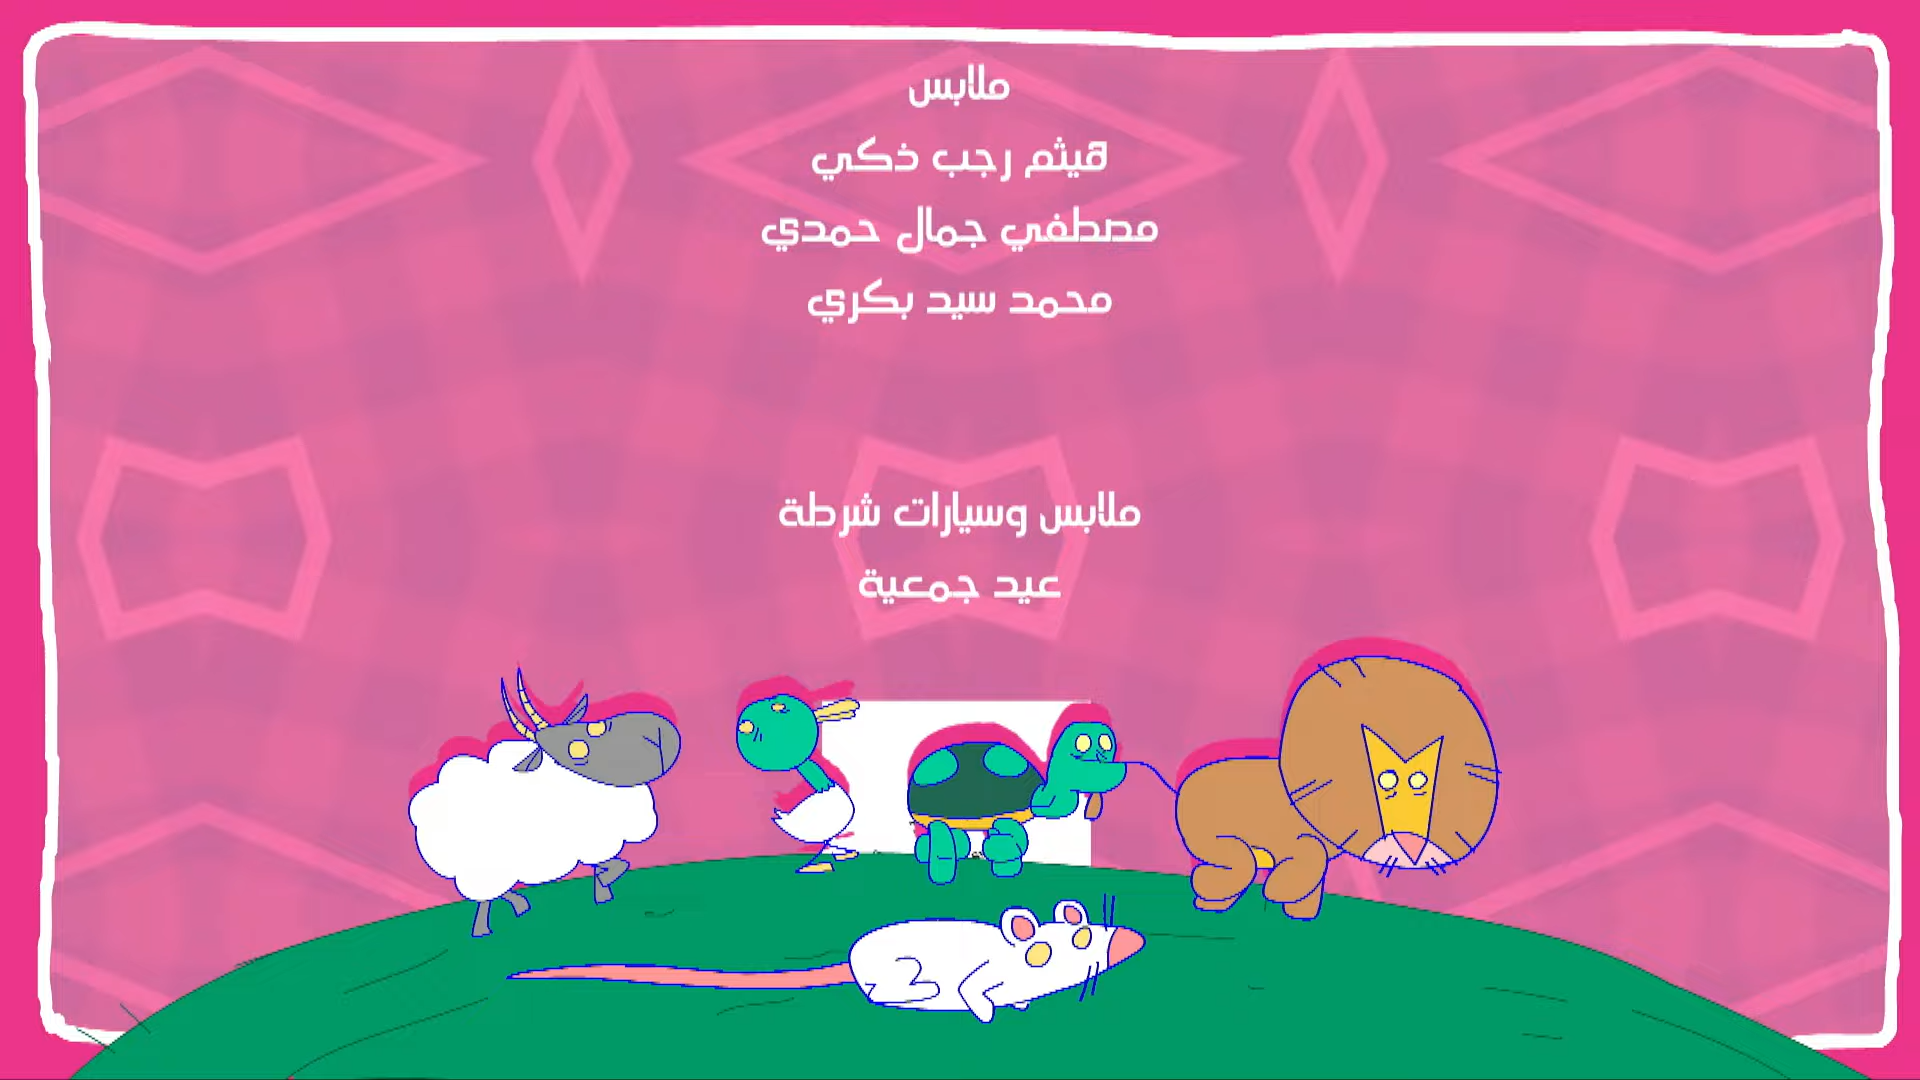 ملابس
هيثم رجب ذكي
مصطفي جمال حمدي
محمد سيد بكري
ملابس وسيارات شرطة
عيد جمعية